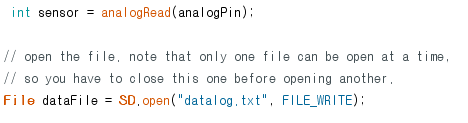 int sensor = analogRead(analogPin);
// open the file. note that only one file can be open at a time,
// so you have to close this one before opening another.
File dataFile = SD.open("datalog.txt", FILE_WRITE);